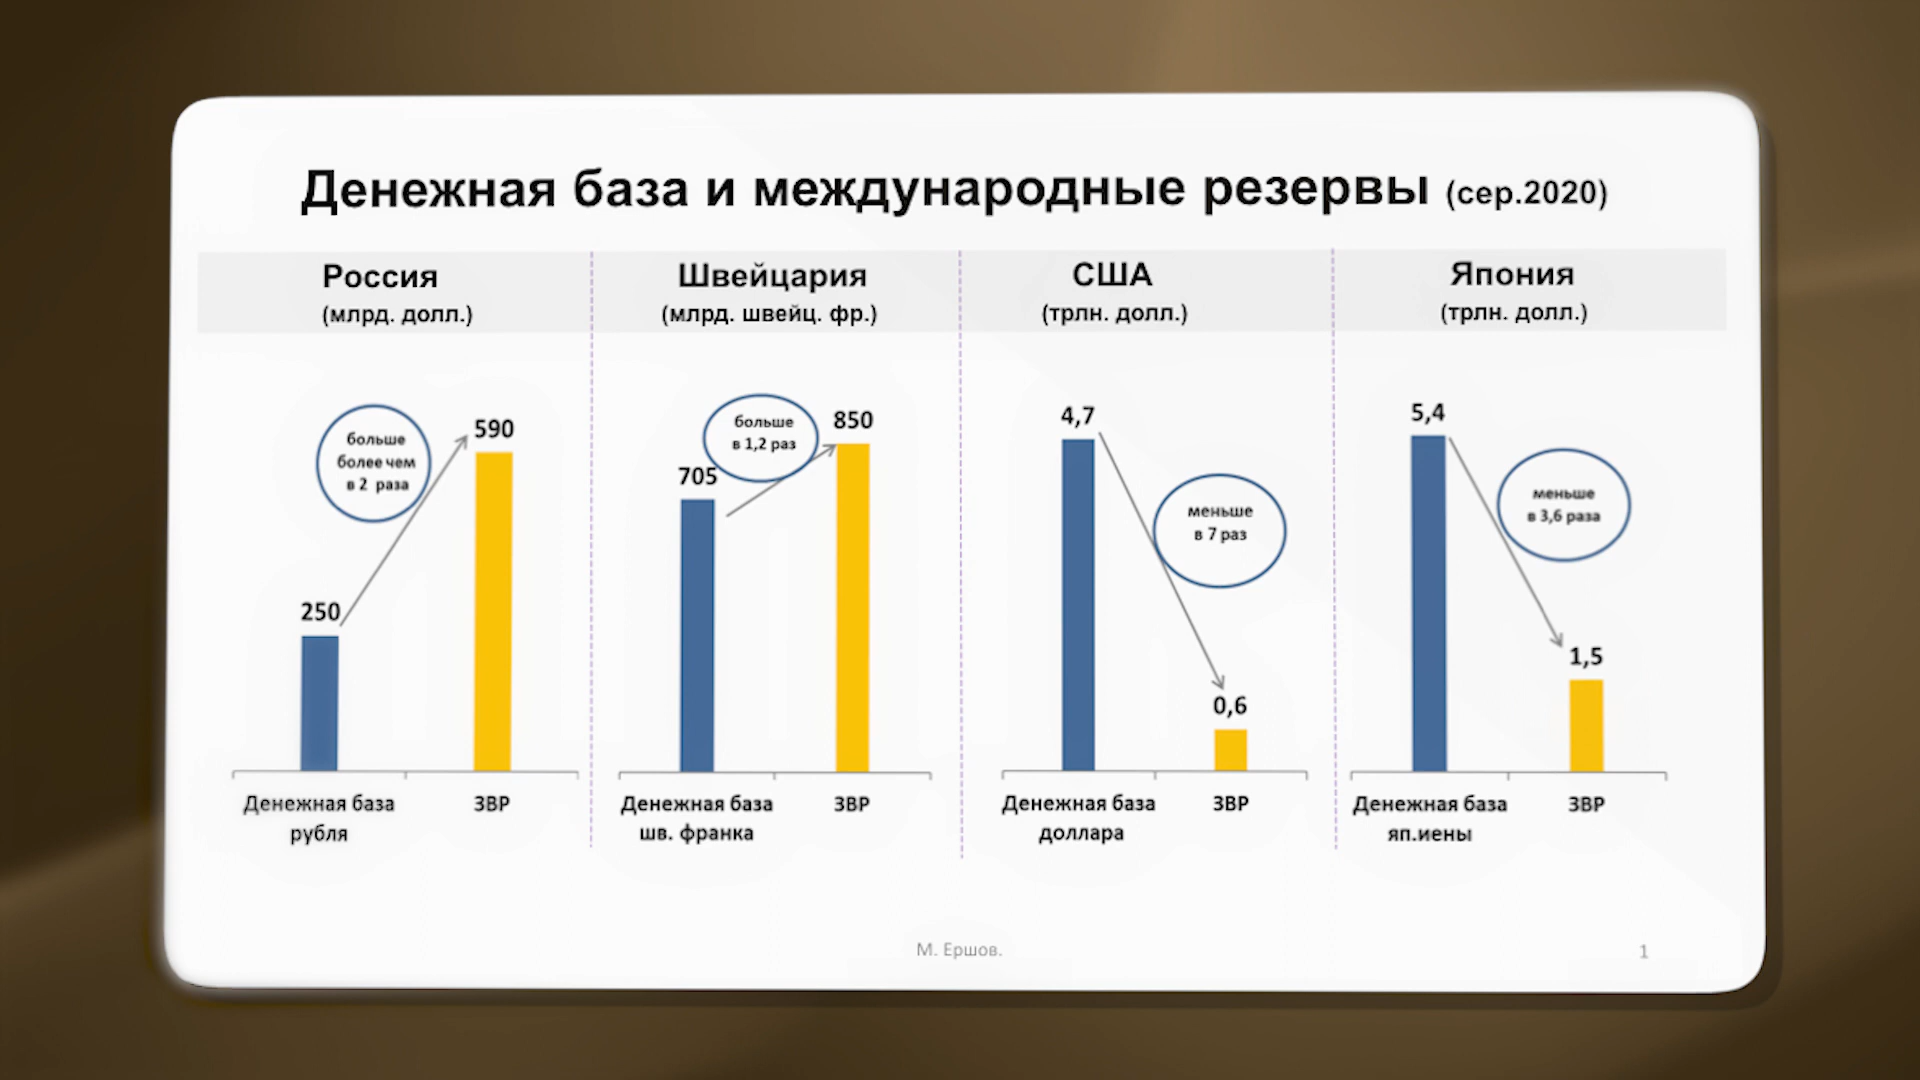 Денежная база и международные резервы (сер.2020)
Россия
(млрд. долл.)
Швейцария
(млрд. швейц. фр.)
США
(трлн. долл.)
Япония
(трлн. долл.)
больше
более чем
в 2 раза
590
250
Денежная база
рубля
ЗВР
больше
в 1,2 раз
850
705
Денежная база
шв. франка
ЗВР
4,7
меньше
в 7 раз
0,6
Денежная база
доллара
ЗВР
5,4
меньше
в 3,6 раза
1,5
Денежная база
яп.иены
ЗВР
М. Ершов.
1